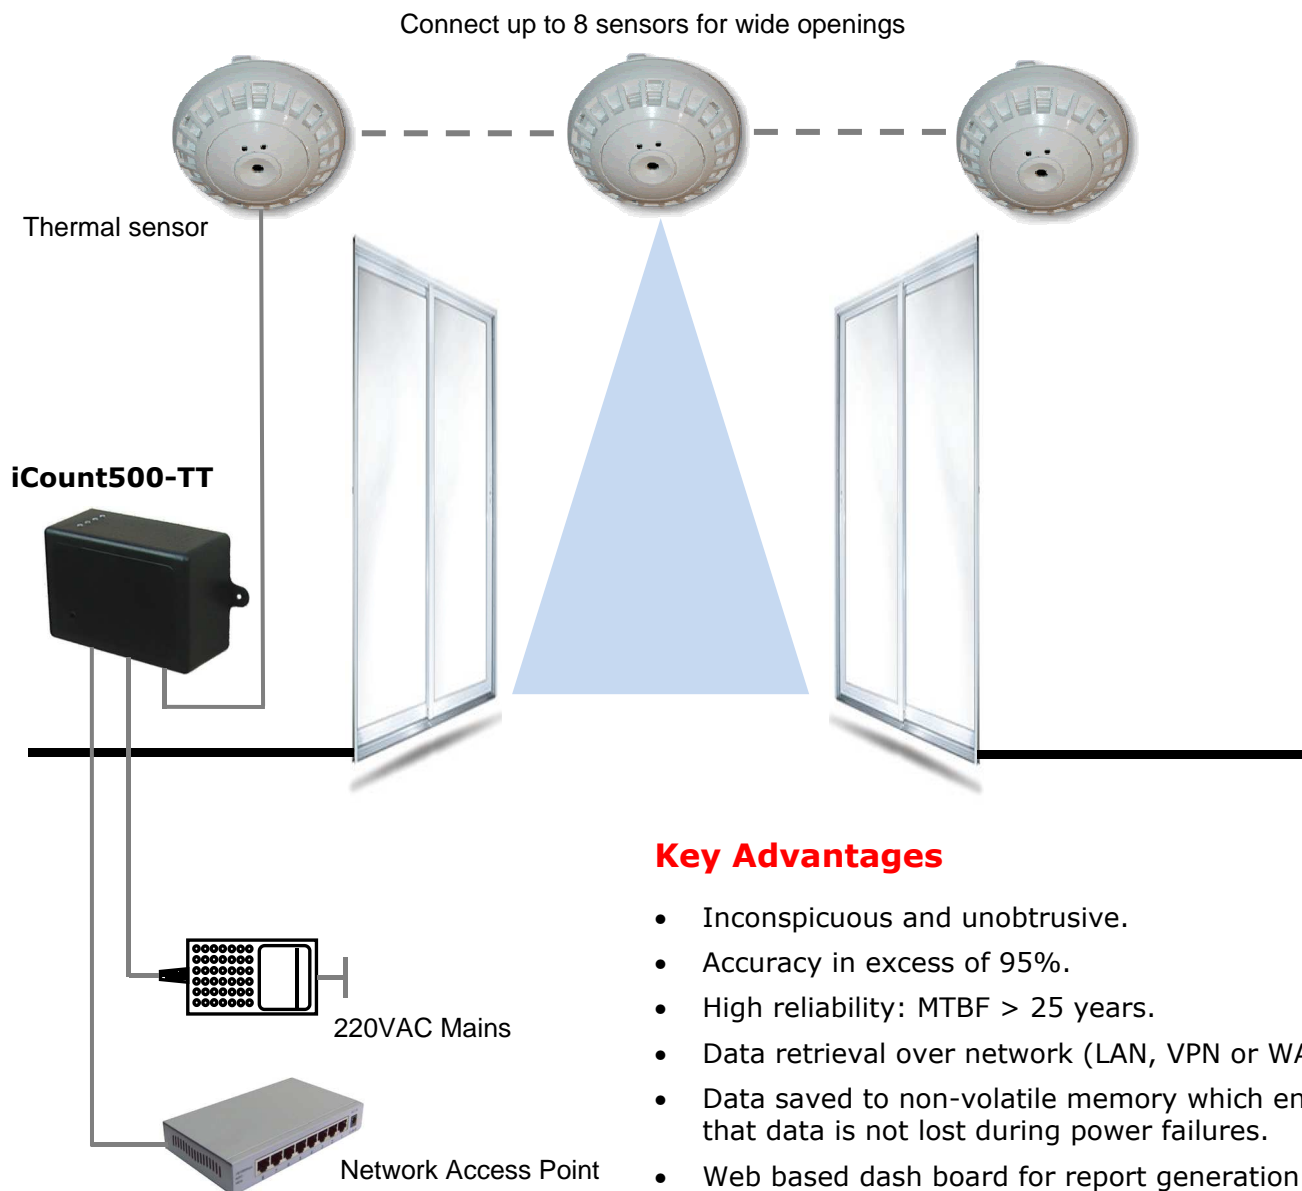 Connect up to 8 sensors for wide openings
Thermal sensor
iCount500-TT
Key Advantages
• Inconspicuous and unobtrusive.
• Accuracy in excess of 95%.
• High reliability: MTBF > 25 years.
220VAC Mains
• Data retrieval over network (LAN, VPN or
• Data saved to non-volatile memory which
that data is not lost during power failures.
Network Access Point
• Web based dash board for report generation